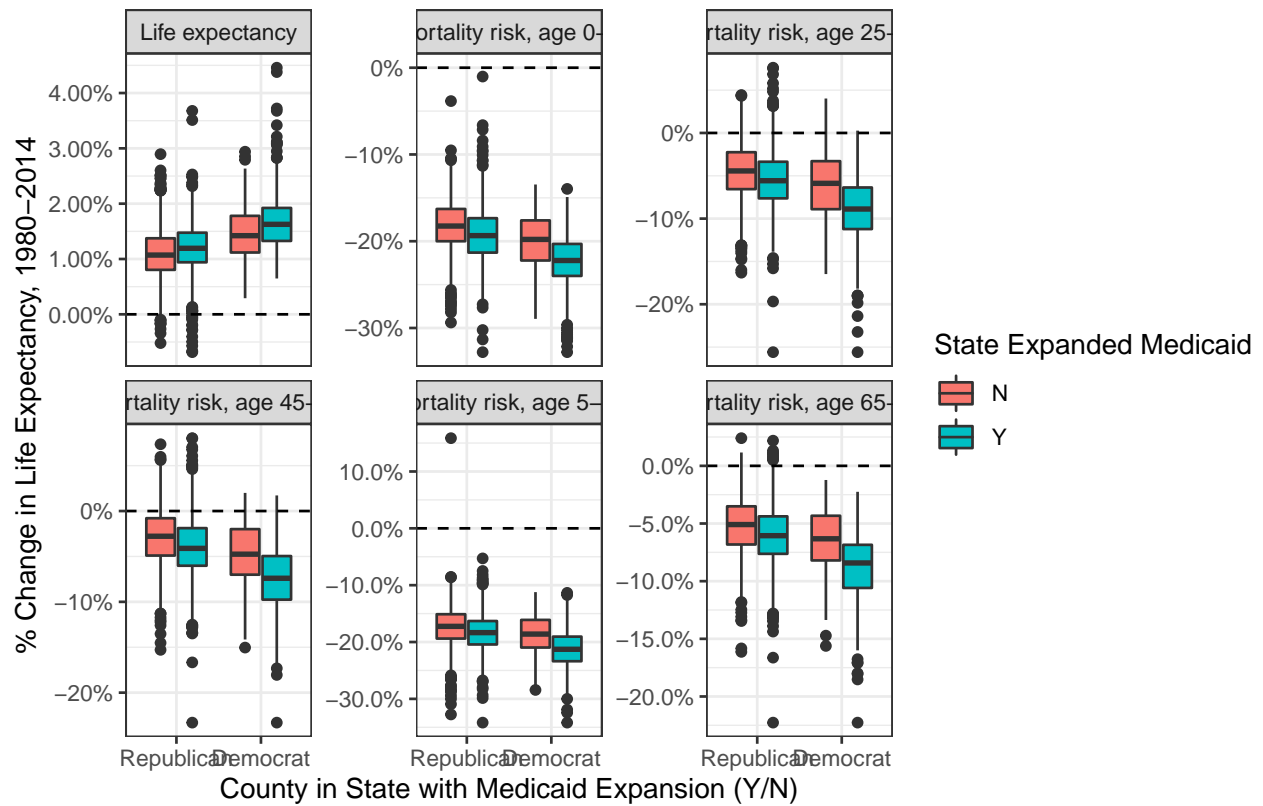 Life expectancy
ortality risk, age 0-
rtality risk, age 25-
4.00%
3.00%
2.00%
1.00%
0.00%
0%
−10%
−20%
−30%
0%
−10%
−20%
% Change in Life Expectancy, 1980−2014
State Expanded Medicaid
N
Y
rtality risk, age 45-
ortality risk, age 5−
rtality risk, age 65-
0%
−10%
−20%
10.0%
0.0%
−10.0%
−20.0%
−30.0%
0.0%
−5.0%
−10.0%
−15.0%
−20.0%
Republican Democrat
Republican Democrat
Republican Democrat
County in State with Medicaid Expansion (Y/N)